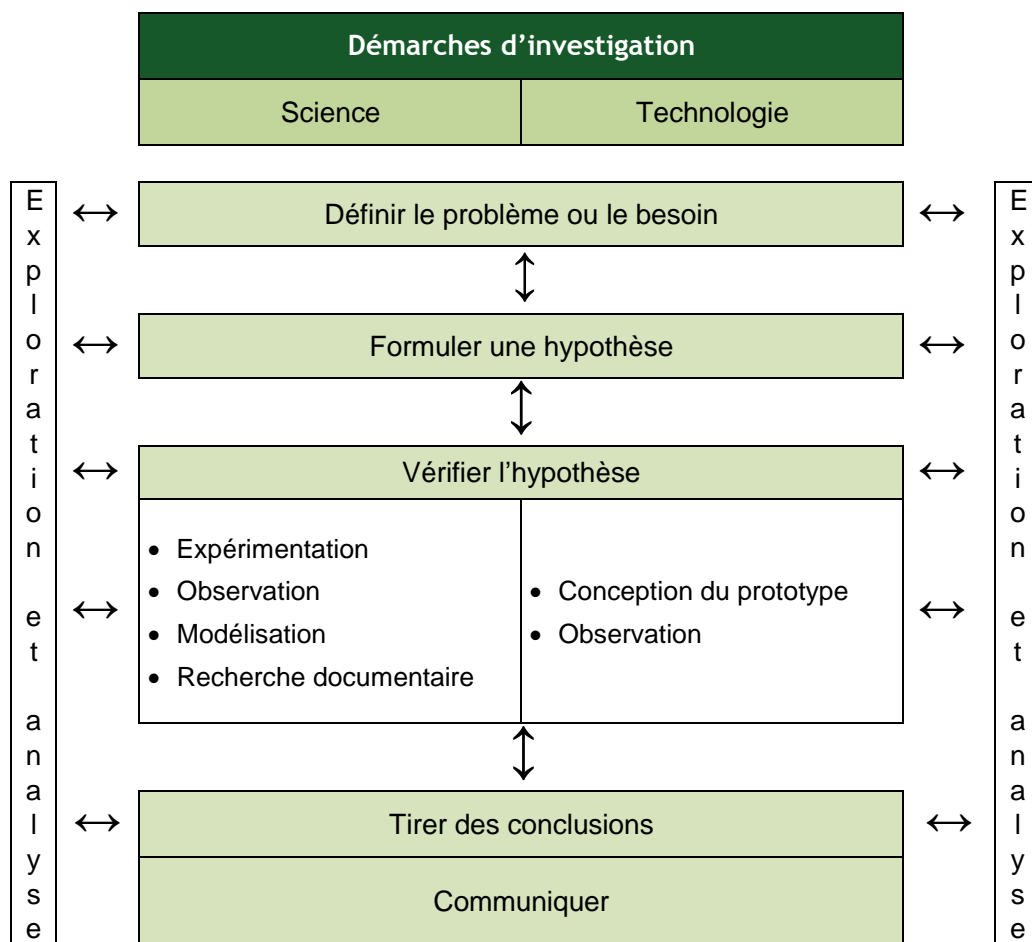 Démarches d’investigation
Science
Technologie
Exploration et analyse
Définir le problème ou le besoin
Formuler une hypothèse
Vérifier l’hypothèse
• Expérimentation
• Observation
• Modélisation
• Recherche documentaire
• Conception du prototype
• Observation
Tirer des conclusions
Communiquer
Exploration et analyse